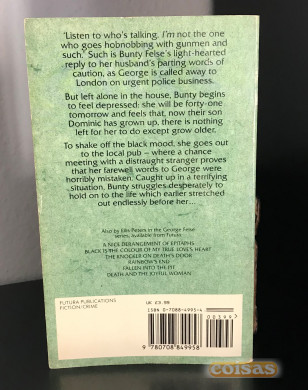 'Listen to who's talking. I'm not the one
who goes hobnobbing with gunmen and
such.' Such is Bunty Felse's light-hearted
reply to her husband's parting words of
caution, as George is called away to
London on urgent police business.
But left alone in the house, Bunty begins
to feel depressed: she will be forty-one
tomorrow and feels that, now their son
Dominic has grown up, there is nothing
left for her to do except grow older.
To shake off the black mood, she goes out
to the local pub – where a chance
meeting with a distraught stranger proves
that her farewell words to George were
horribly mistaken. Caught up in a terrifying
situation, Bunty struggles desperately to
hold on to the life which earlier stretched
out endlessly before her...
Also by Ellis Peters in the George Felse
series, available from Futura:
A NICE DERANGEMENT OF EPITAPHS
BLACK IS THE COLOUR OF MY TRUE LOVE'S HEART
THE KNOCKER ON DEATH'S DOOR
RAINBOW'S END
FALLEN INTO THE PIT
DEATH AND THE JOYFUL WOMAN
FUTURA PUBLICATIONS
FICTION/CRIME
UK £3.99
ISBN 0-7088-4995-4
00399
9 780708 849958
eoisas